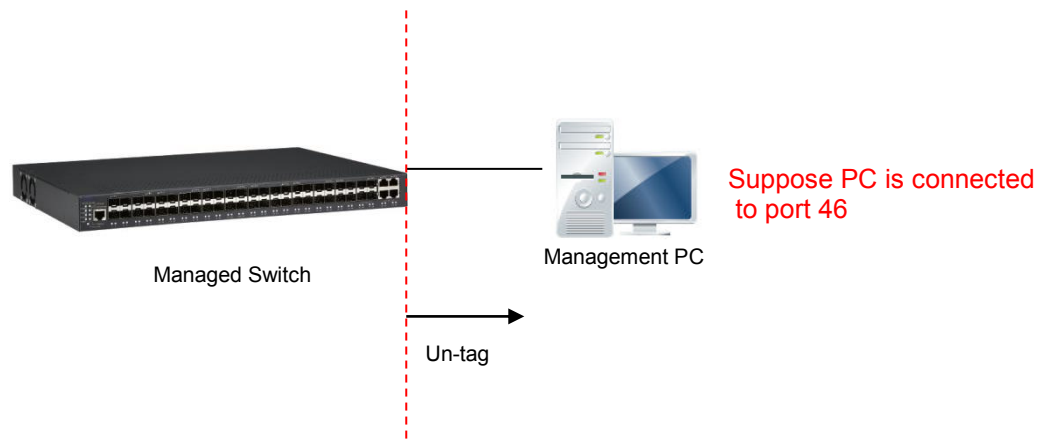 Suppose PC is connected
to port 46
Management PC
Managed Switch
Un-tag